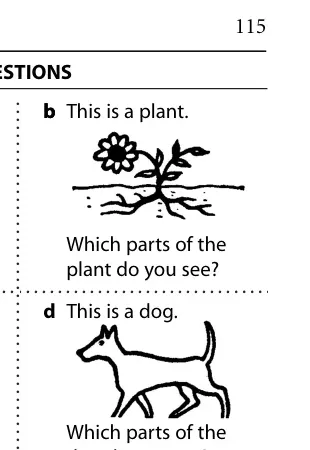 115
ESTIONS
b This is a plant.
Which parts of the
plant do you see?
d This is a dog.
Which parts of the